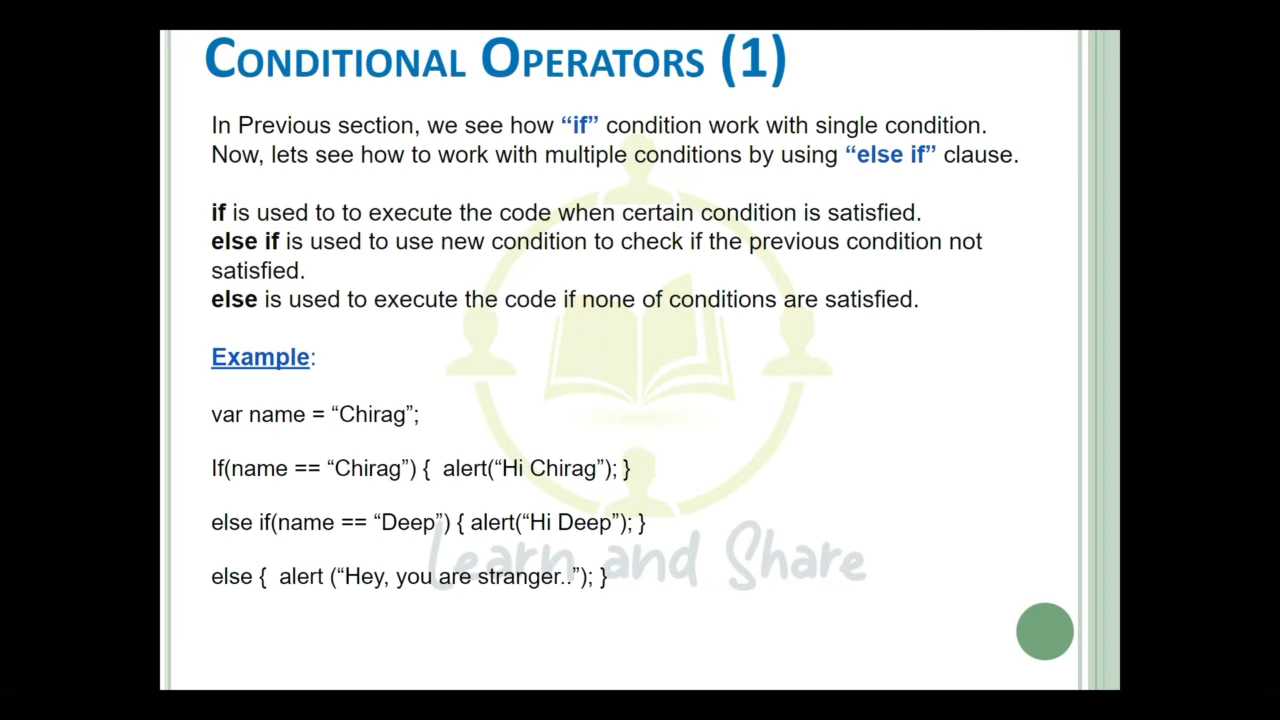 CONDITIONAL OPERATORS (1)
In Previous section, we see how “if” condition work with single condition.
Now, lets see how to work with multiple conditions by using “else if” clause.
if is used to to execute the code when certain condition is satisfied.
else if is used to use new condition to check if the previous condition not
satisfied.
else is used to execute the code if none of conditions are satisfied.
Example:
var name = “Chirag”;
If(name == “Chirag”) {  alert(“Hi Chirag”); }
else if(name == “Deep”) { alert(“Hi Deep”); }
Learn and Share
else {  alert (“Hey, you are stranger..”); }